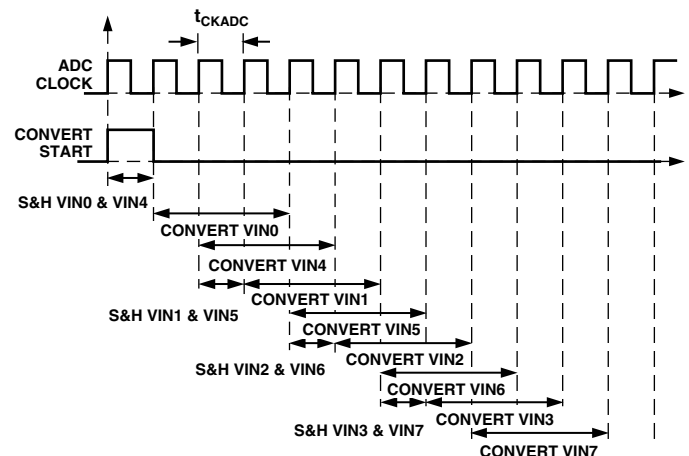 tCKADC
ADC
CLOCK
CONVERT
START
S&H VIN0 & VIN4
CONVERT VIN0
CONVERT VIN4
CONVERT VIN1
S&H VIN1 & VIN5
CONVERT VIN5
CONVERT VIN2
S&H VIN2 & VIN6
CONVERT VIN6
CONVERT VIN3
S&H VIN3 & VIN7
CONVERT VIN7